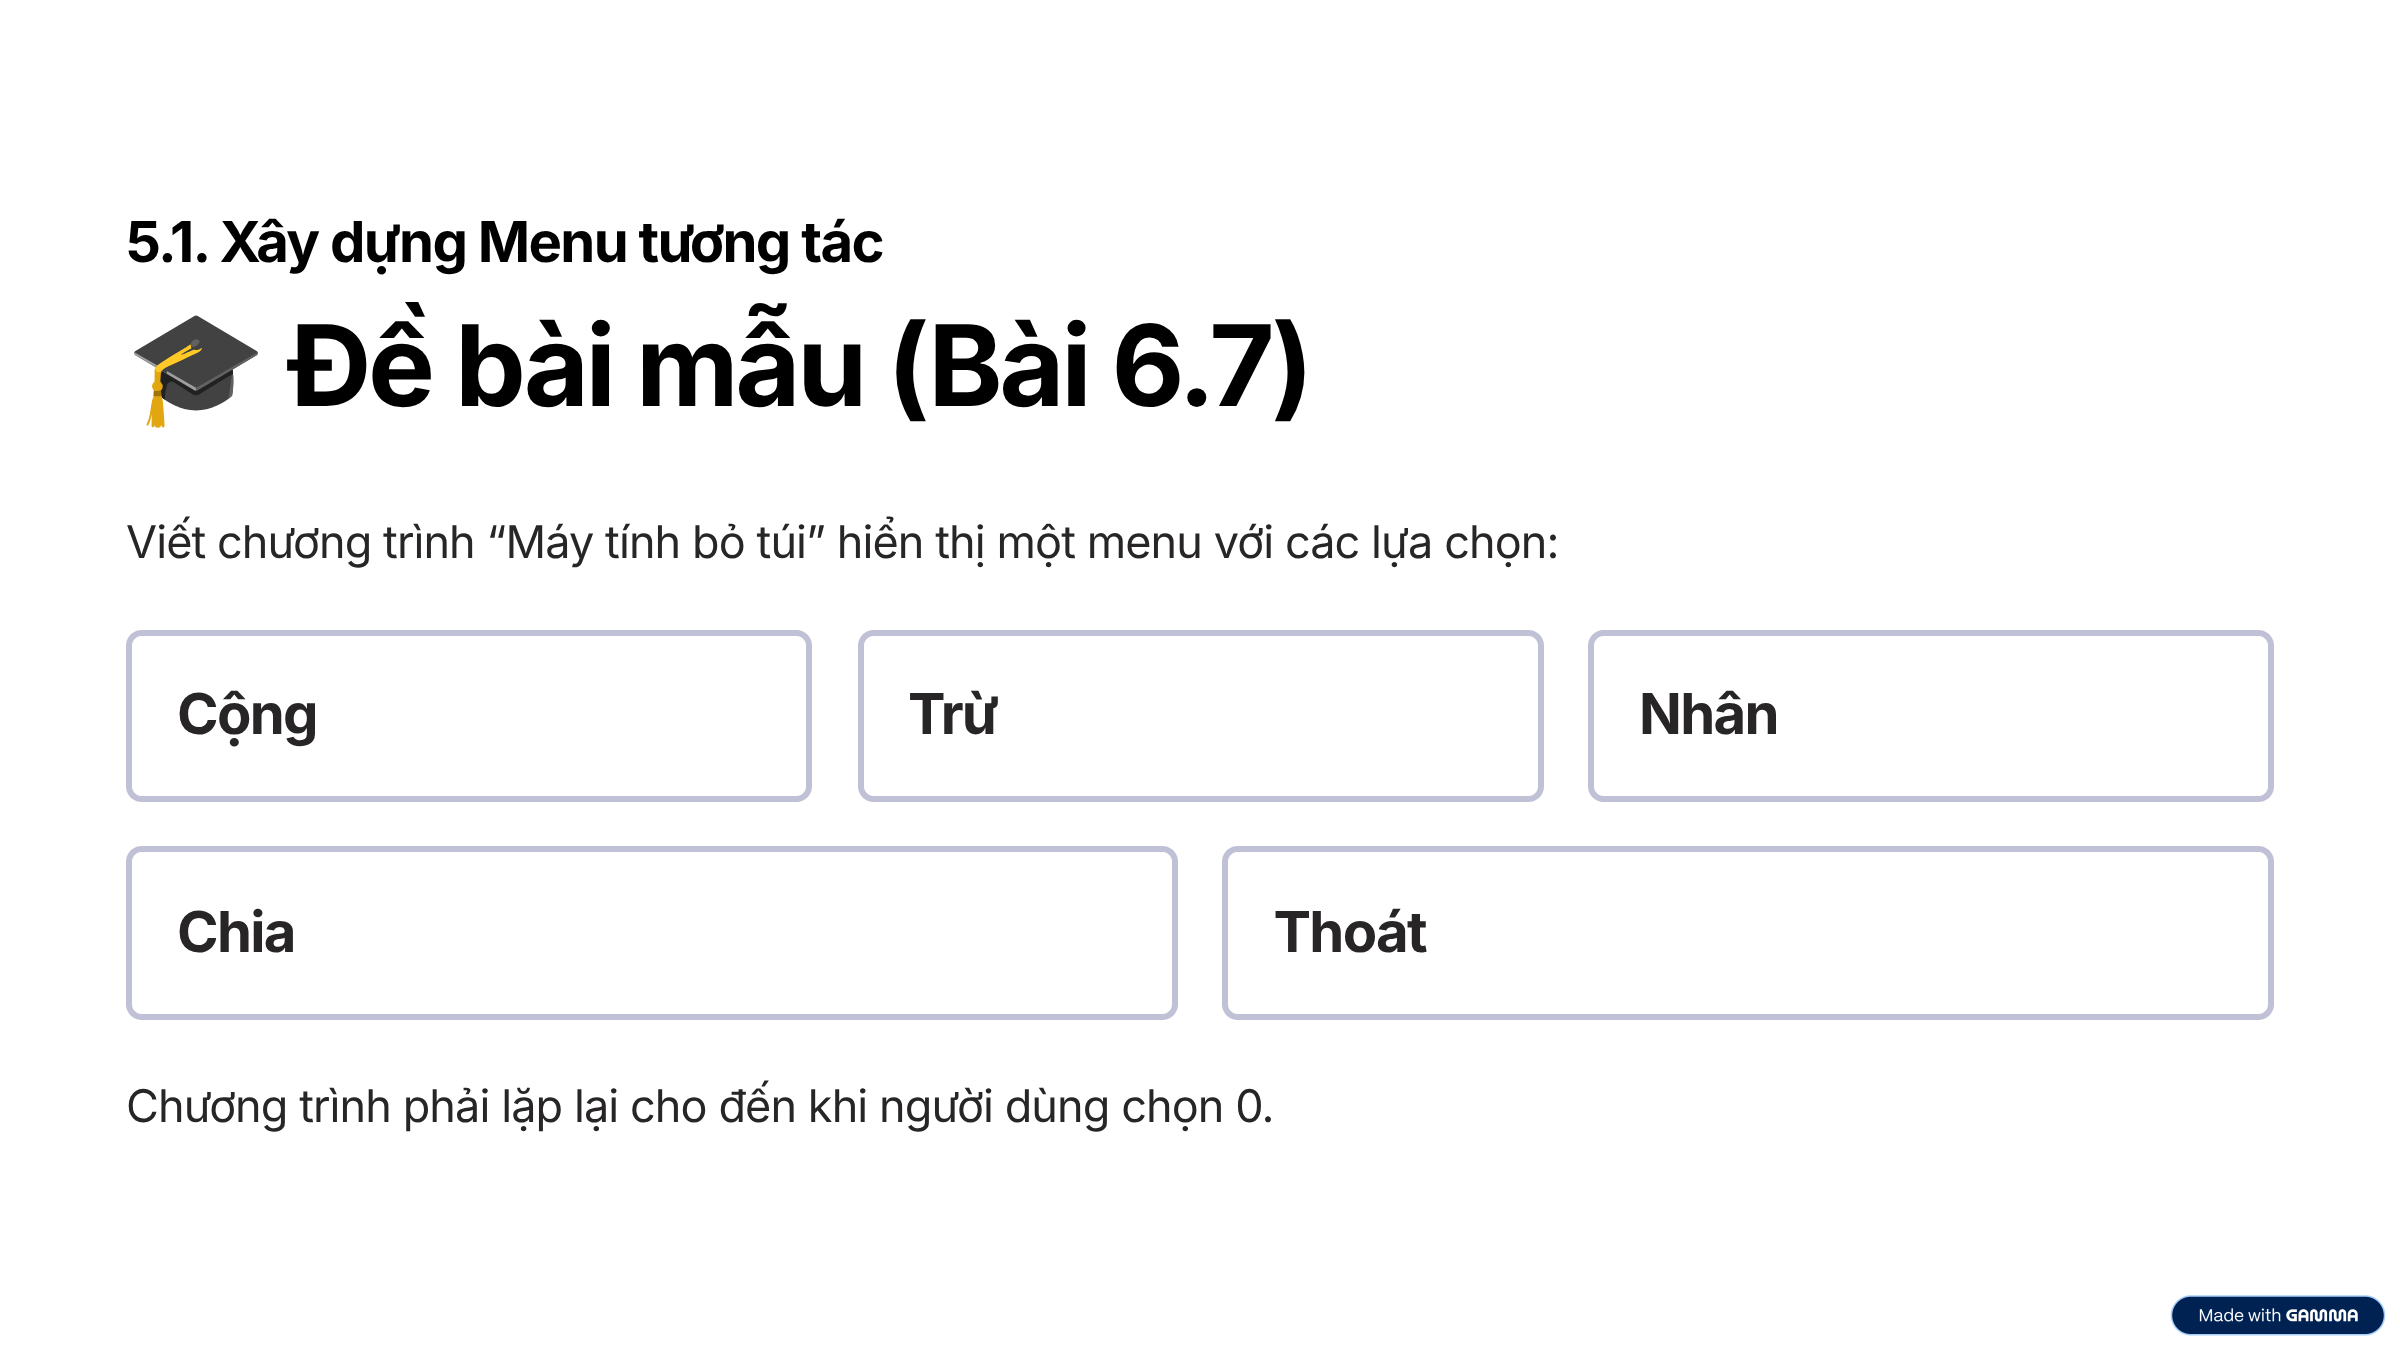 5.1. Xây dựng Menu tương tác
🎓 Đề bài mẫu (Bài 6.7)
Viết chương trình “Máy tính bỏ túi” hiển thị một menu với các lựa chọn:
Cộng
Trừ
Nhân
Chia
Thoát
Chương trình phải lặp lại cho đến khi người dùng chọn 0.
Made with GAMMA